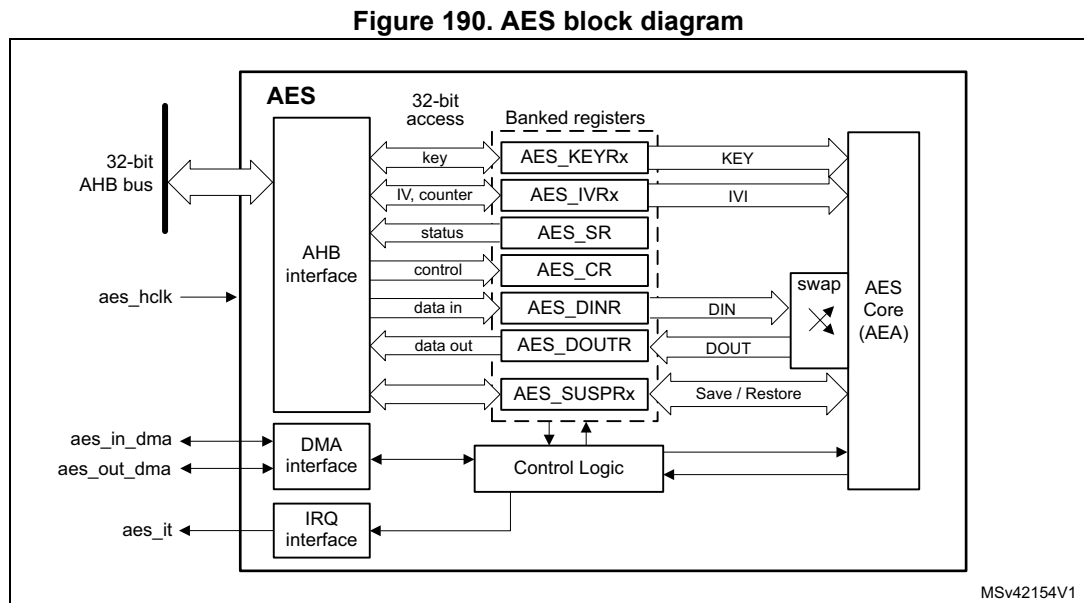 Figure 190. AES block diagram
AES
32-bit
access
Banked registers
32-bit
AHB bus
AHB
interface
key
AES_KEYRx
KEY
IV, counter
AES_IVRx
IVI
status
AES_SR
control
AES_CR
aes_hclk
data in
AES_DINR
DIN
swap
AES
Core
(AEA)
data out
AES_DOUTR
DOUT
AES_SUSPRx
Save / Restore
aes_in_dma
aes_out_dma
DMA
interface
Control Logic
aes_it
IRQ
interface
MSv42154V1